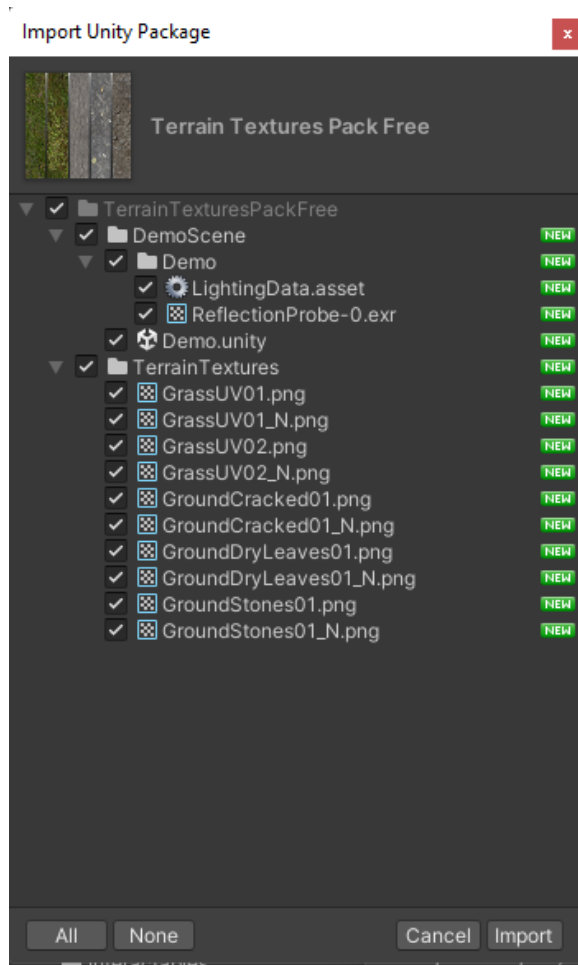 Import Unity Package
x
Terrain Textures Pack Free
TerrainTexturesPackFree
DemoScene NEW
Demo NEW
LightingData.asset NEW
ReflectionProbe-0.exr NEW
Demo.unity NEW
TerrainTextures NEW
GrassUV01.png NEW
GrassUV01_N.png NEW
GrassUV02.png NEW
GrassUV02_N.png NEW
GroundCracked01.png NEW
GroundCracked01_N.png NEW
GroundDryLeaves01.png NEW
GroundDryLeaves01_N.png NEW
GroundStones01.png NEW
GroundStones01_N.png NEW
All None Cancel Import